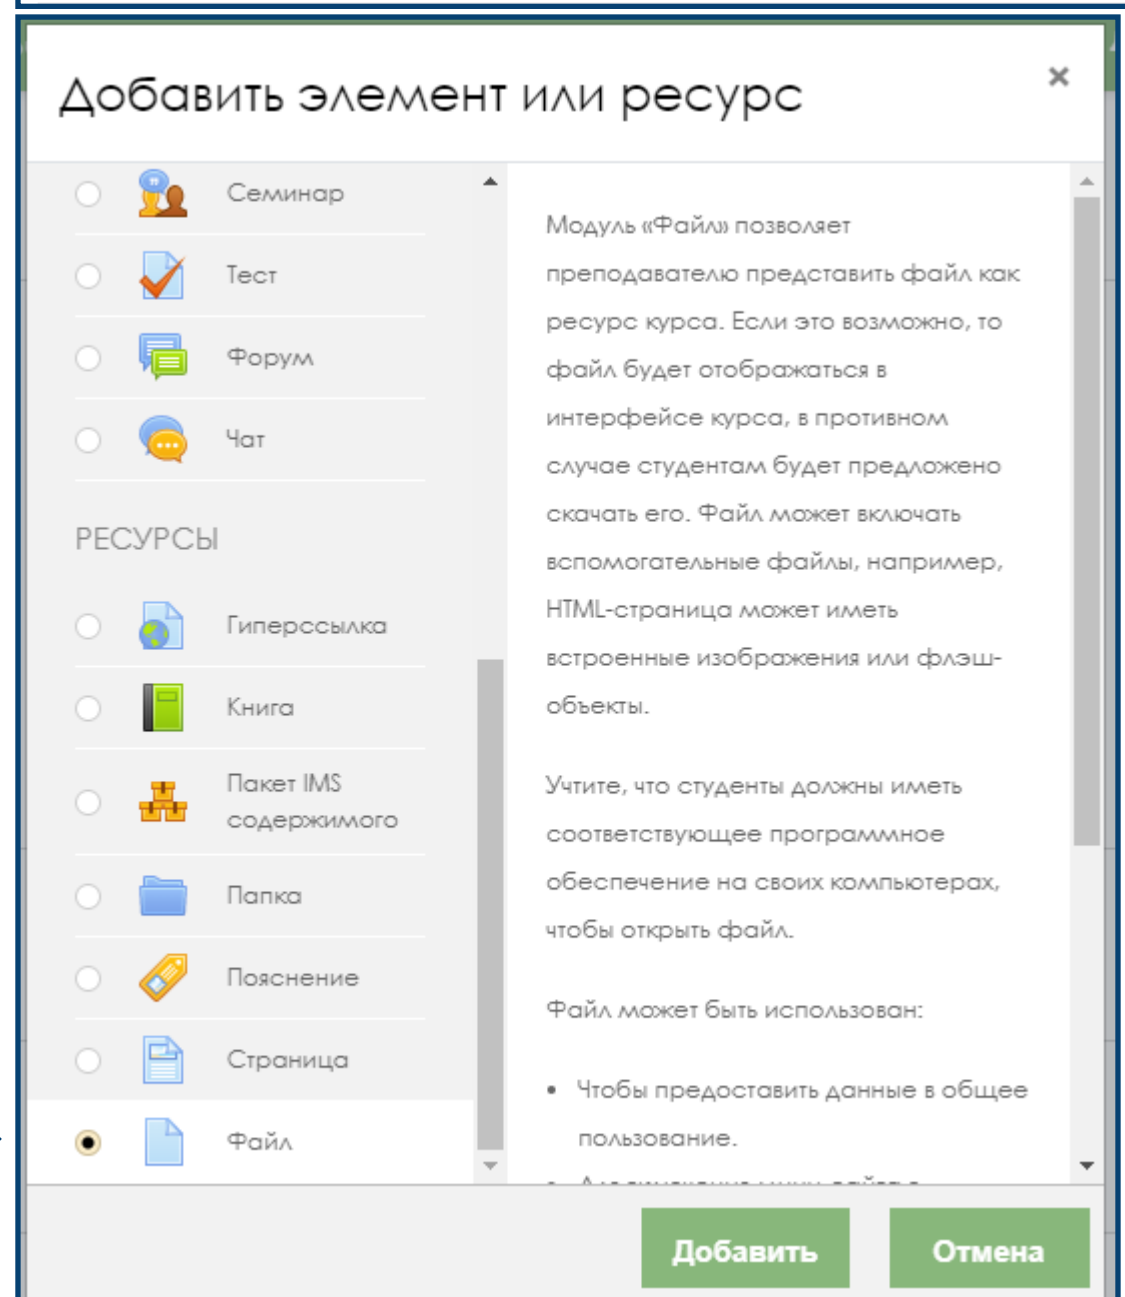 Добавить элемент или ресурс
×
Семинар
Тест
Форум
Чат
РЕСУРСЫ
Гиперссылка
Книга
Пакет IMS
содержимого
Папка
Пояснение
Страница
Файл
Модуль «Файл» позволяет
преподавателю представить файл как
ресурс курса. Если это возможно, то
файл будет отображаться в
интерфейсе курса, в противном
случае студентам будет предложено
скачать его. Файл может включать
вспомогательные файлы, например,
HTML-страница может иметь
встроенные изображения или флэш-
объекты.
Учтите, что студенты должны иметь
соответствующее программное
обеспечение на своих компьютерах,
чтобы открыть файл.
Файл может быть использован:
• Чтобы предоставить данные в общее
пользование.
Добавить
Отмена